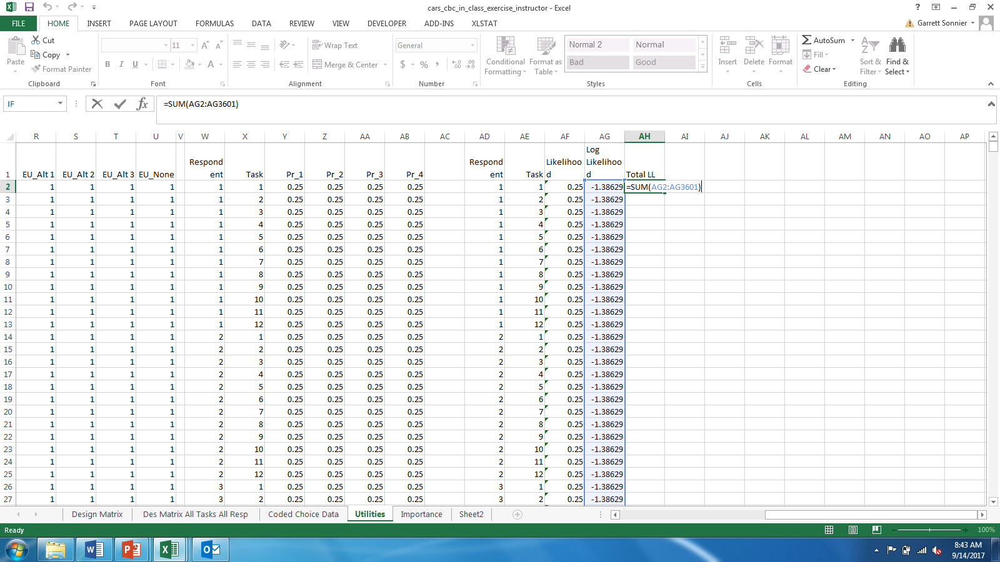 cars_cbc_in_class_exercise_instructor - Excel
FILE HOME INSERT PAGE LAYOUT FORMULAS DATA REVIEW VIEW DEVELOPER ADD-INS XLSTAT Garrett Sonnier
Cut
Copy
Format Painter
Paste
Clipboard
11
B I U A
Font
Wrap Text
Merge & Center
Alignment
General
$ % ,
Number
Conditional Formatting
Format as Table
Normal 2 Normal
Bad Good
Styles
Insert Delete Format
Cells
AutoSum
Fill
Clear
Sort & Filter
Find & Select
Editing
IF fx =SUM(AG2:AG3601)
R S T U V W X Y Z AA AB AC AD AE AF AG AH AI AJ AK AL AM AN AO AP
1 EU_Alt 1 EU_Alt 2 EU_Alt 3 EU_None Respondent Task Pr_1 Pr_2 Pr_3 Pr_4 Respondent Task Likelihood Log Likelihood Total LL
2 1 1 1 1 1 1 0.25 0.25 0.25 0.25 1 1 0.25 -1.38629 =SUM(AG2:AG3601)
3 1 1 1 1 1 2 0.25 0.25 0.25 0.25 1 2 0.25 -1.38629
4 1 1 1 1 1 3 0.25 0.25 0.25 0.25 1 3 0.25 -1.38629
5 1 1 1 1 1 4 0.25 0.25 0.25 0.25 1 4 0.25 -1.38629
6 1 1 1 1 1 5 0.25 0.25 0.25 0.25 1 5 0.25 -1.38629
7 1 1 1 1 1 6 0.25 0.25 0.25 0.25 1 6 0.25 -1.38629
8 1 1 1 1 1 7 0.25 0.25 0.25 0.25 1 7 0.25 -1.38629
9 1 1 1 1 1 8 0.25 0.25 0.25 0.25 1 8 0.25 -1.38629
10 1 1 1 1 1 9 0.25 0.25 0.25 0.25 1 9 0.25 -1.38629
11 1 1 1 1 1 10 0.25 0.25 0.25 0.25 1 10 0.25 -1.38629
12 1 1 1 1 1 11 0.25 0.25 0.25 0.25 1 11 0.25 -1.38629
13 1 1 1 1 1 12 0.25 0.25 0.25 0.25 1 12 0.25 -1.38629
14 1 1 1 1 2 1 0.25 0.25 0.25 0.25 2 1 0.25 -1.38629
15 1 1 1 1 2 2 0.25 0.25 0.25 0.25 2 2 0.25 -1.38629
16 1 1 1 1 2 3 0.25 0.25 0.25 0.25 2 3 0.25 -1.38629
17 1 1 1 1 2 4 0.25 0.25 0.25 0.25 2 4 0.25 -1.38629
18 1 1 1 1 2 5 0.25 0.25 0.25 0.25 2 5 0.25 -1.38629
19 1 1 1 1 2 6 0.25 0.25 0.25 0.25 2 6 0.25 -1.38629
20 1 1 1 1 2 7 0.25 0.25 0.25 0.25 2 7 0.25 -1.38629
21 1 1 1 1 2 8 0.25 0.25 0.25 0.25 2 8 0.25 -1.38629
22 1 1 1 1 2 9 0.25 0.25 0.25 0.25 2 9 0.25 -1.38629
23 1 1 1 1 2 10 0.25 0.25 0.25 0.25 2 10 0.25 -1.38629
24 1 1 1 1 2 11 0.25 0.25 0.25 0.25 2 11 0.25 -1.38629
25 1 1 1 1 2 12 0.25 0.25 0.25 0.25 2 12 0.25 -1.38629
26 1 1 1 1 3 1 0.25 0.25 0.25 0.25 3 1 0.25 -1.38629
27 1 1 1 1 3 2 0.25 0.25 0.25 0.25 3 2 0.25 -1.38629
Design Matrix Des Matrix All Tasks All Resp Coded Choice Data Utilities Importance Sheet2
Ready 100%
8:43 AM
9/14/2017